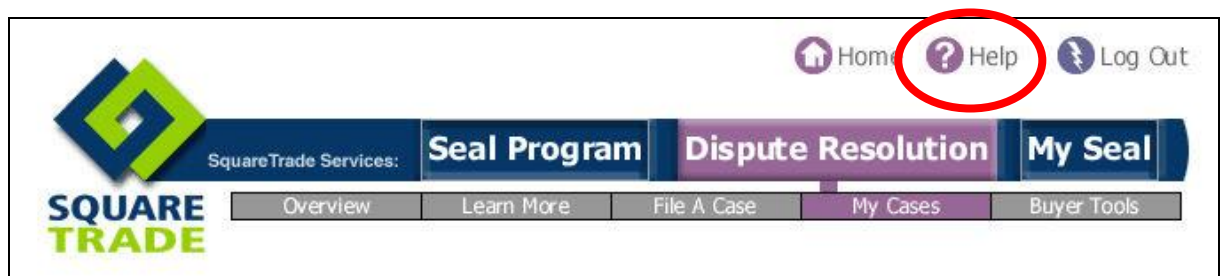 Home Help Log Out
SquareTrade Services: Seal Program Dispute Resolution My Seal
SQUARE
TRADE
Overview Learn More File A Case My Cases Buyer Tools